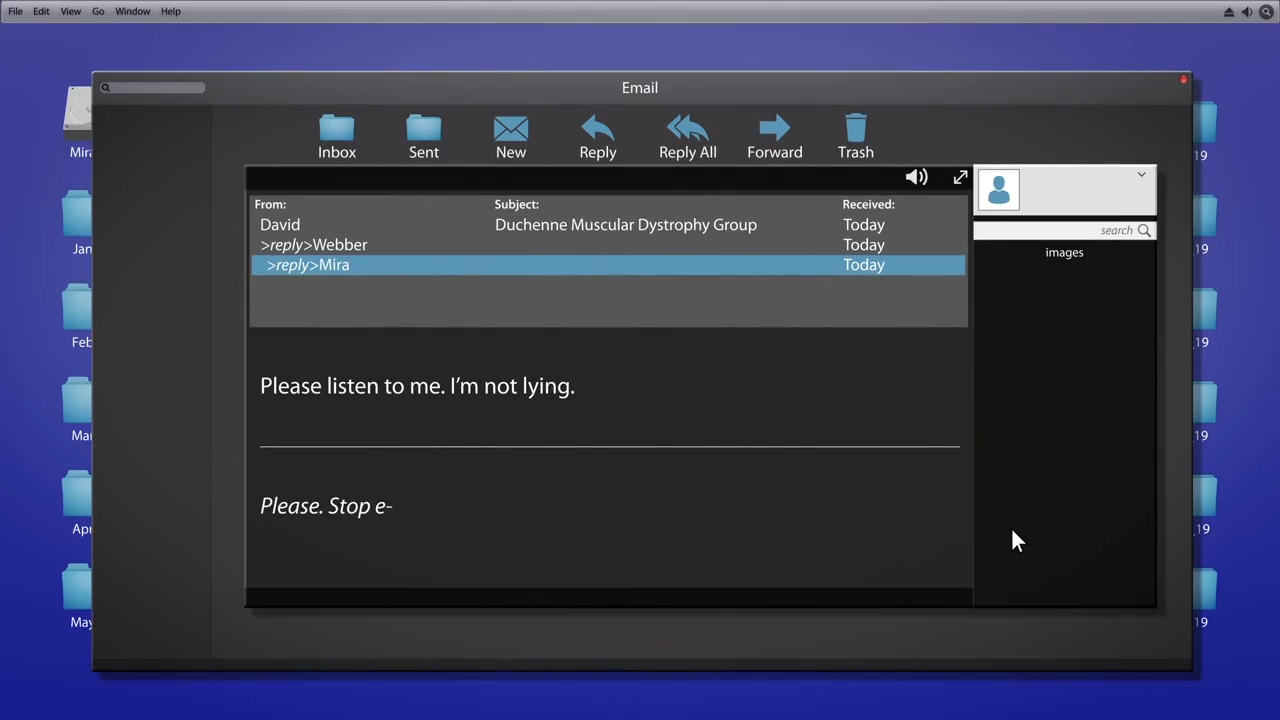 File Edit View Go Window Help
Email
Inbox Sent New Reply Reply All Forward Trash
From: Subject: Received:
David Duchenne Muscular Dystrophy Group Today
>reply>Webber Today
>reply>Mira Today
search
images
Please listen to me. I’m not lying.
Please. Stop e-
Mira
Jan
Feb
Mar
Apr
May
19
19
19
19
19
19